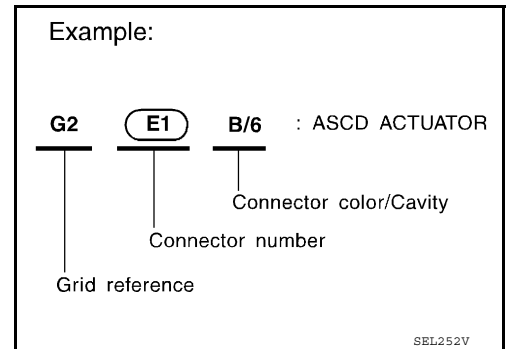 Example:
G2 E1 B/6 : ASCD ACTUATOR
Connector color/Cavity
Connector number
Grid reference
SEL252V